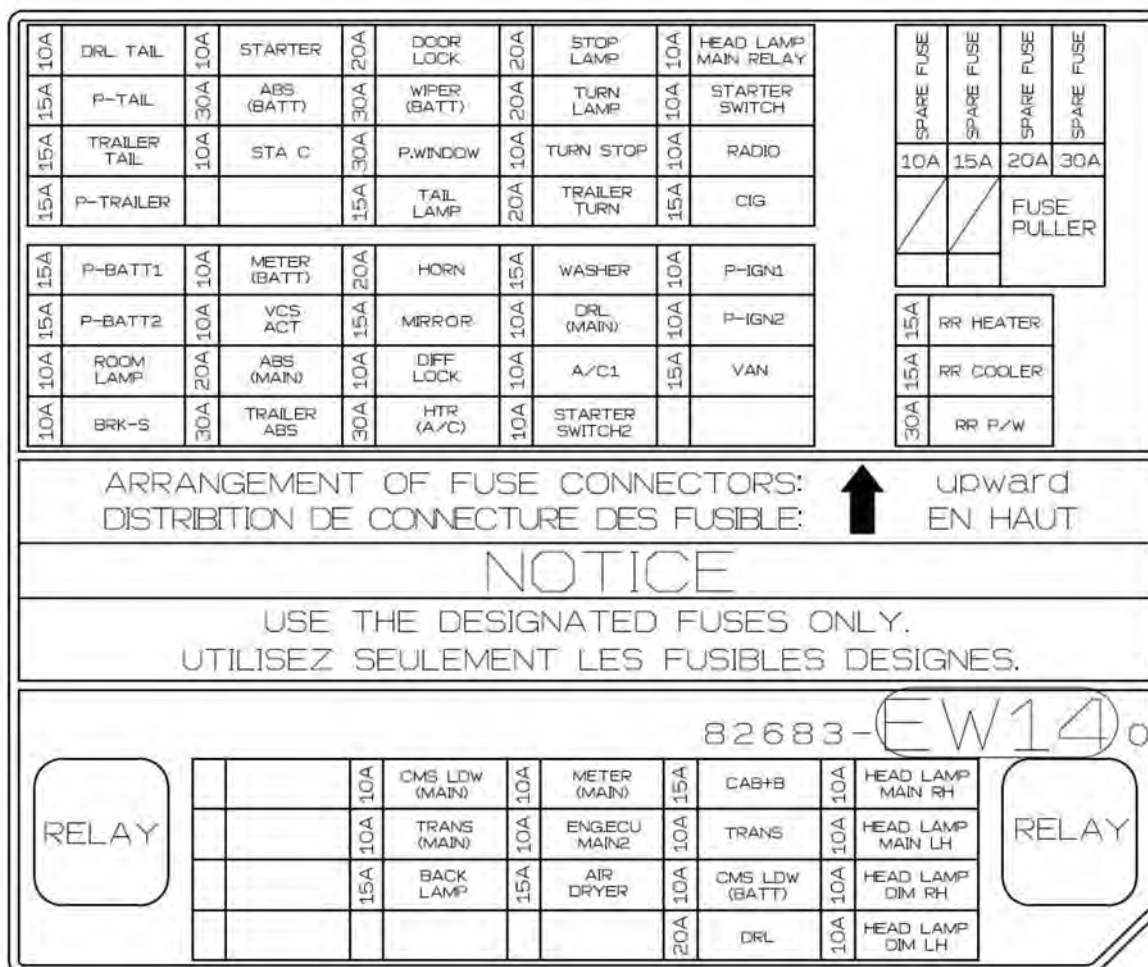 10A DRL TAIL 10A STARTER 20A DOOR LOCK 20A STOP LAMP 10A HEAD LAMP MAIN RELAY
15A P-TAIL 30A ABS (BATT) 30A WIPER (BATT) 20A TURN LAMP 10A STARTER SWITCH
15A TRAILER TAIL 10A STA C 30A P.WINDOW 10A TURN STOP 10A RADIO
15A P-TRAILER 15A TAIL LAMP 20A TRAILER TURN 15A CIG
SPARE FUSE SPARE FUSE SPARE FUSE SPARE FUSE
10A 15A 20A 30A
FUSE
PULLER
15A P-BATT1 10A METER (BATT) 20A HORN 15A WASHER 10A P-IGN1
15A P-BATT2 10A VCS ACT 15A MIRROR 10A DRL (MAIN) 10A P-IGN2
10A ROOM LAMP 20A ABS (MAIN) 10A DIFF LOCK 10A A/C1 15A VAN
10A BRK-S 30A TRAILER ABS 30A HTR (A/C) 10A STARTER SWITCH2
15A RR HEATER
15A RR COOLER
30A RR P/W
ARRANGEMENT OF FUSE CONNECTORS: upward
DISTRIBITION DE CONNECTURE DES FUSIBLE: EN HAUT
NOTICE
USE THE DESIGNATED FUSES ONLY.
UTILISEZ SEULEMENT LES FUSIBLES DESIGNES.
82683-EW140
RELAY
10A CMS LDW (MAIN) 10A METER (MAIN) 15A CAB+B 10A HEAD LAMP MAIN RH
10A TRANS (MAIN) 10A ENG.ECU MAIN2 10A TRANS 10A HEAD LAMP MAIN LH
15A BACK LAMP 15A AIR DRYER 10A CMS LDW (BATT) 10A HEAD LAMP DIM RH
20A DRL 10A HEAD LAMP DIM LH
RELAY